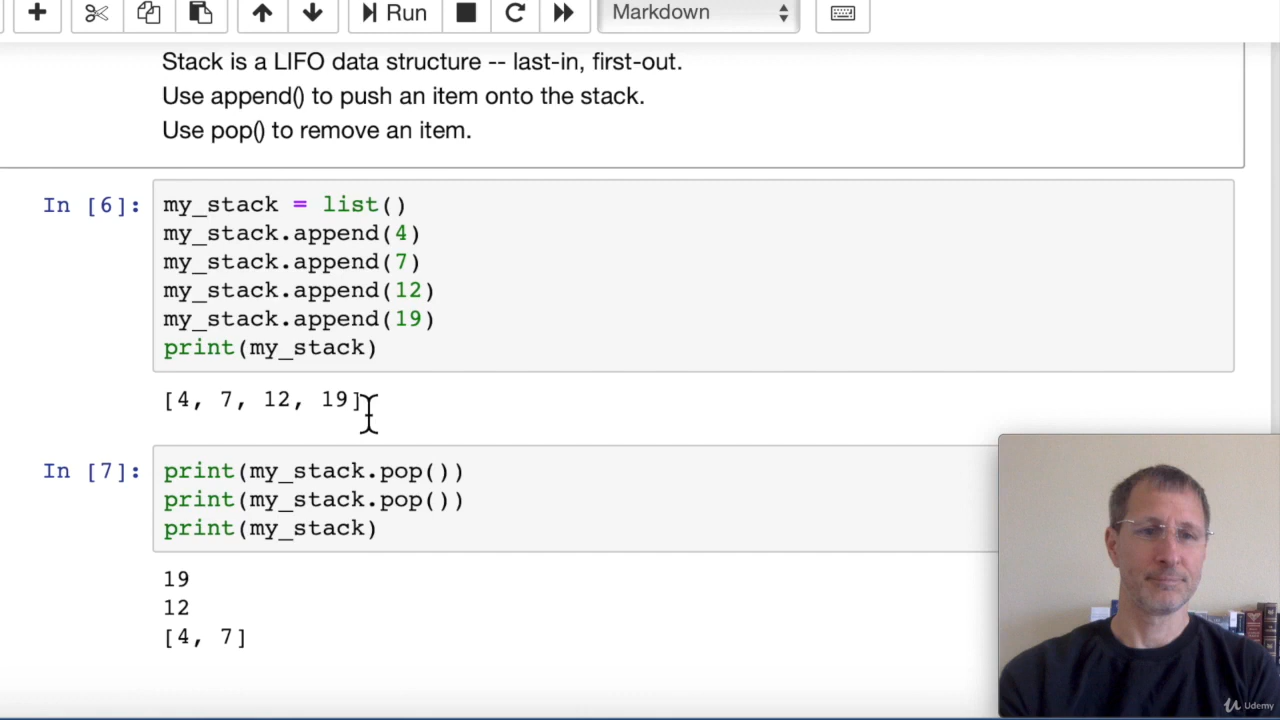 Run
Markdown
Stack is a LIFO data structure -- last-in, first-out.
Use append() to push an item onto the stack.
Use pop() to remove an item.
In [6]:
my_stack = list()
my_stack.append(4)
my_stack.append(7)
my_stack.append(12)
my_stack.append(19)
print(my_stack)
[4, 7, 12, 19]
In [7]:
print(my_stack.pop())
print(my_stack.pop())
print(my_stack)
19
12
[4, 7]
Udemy